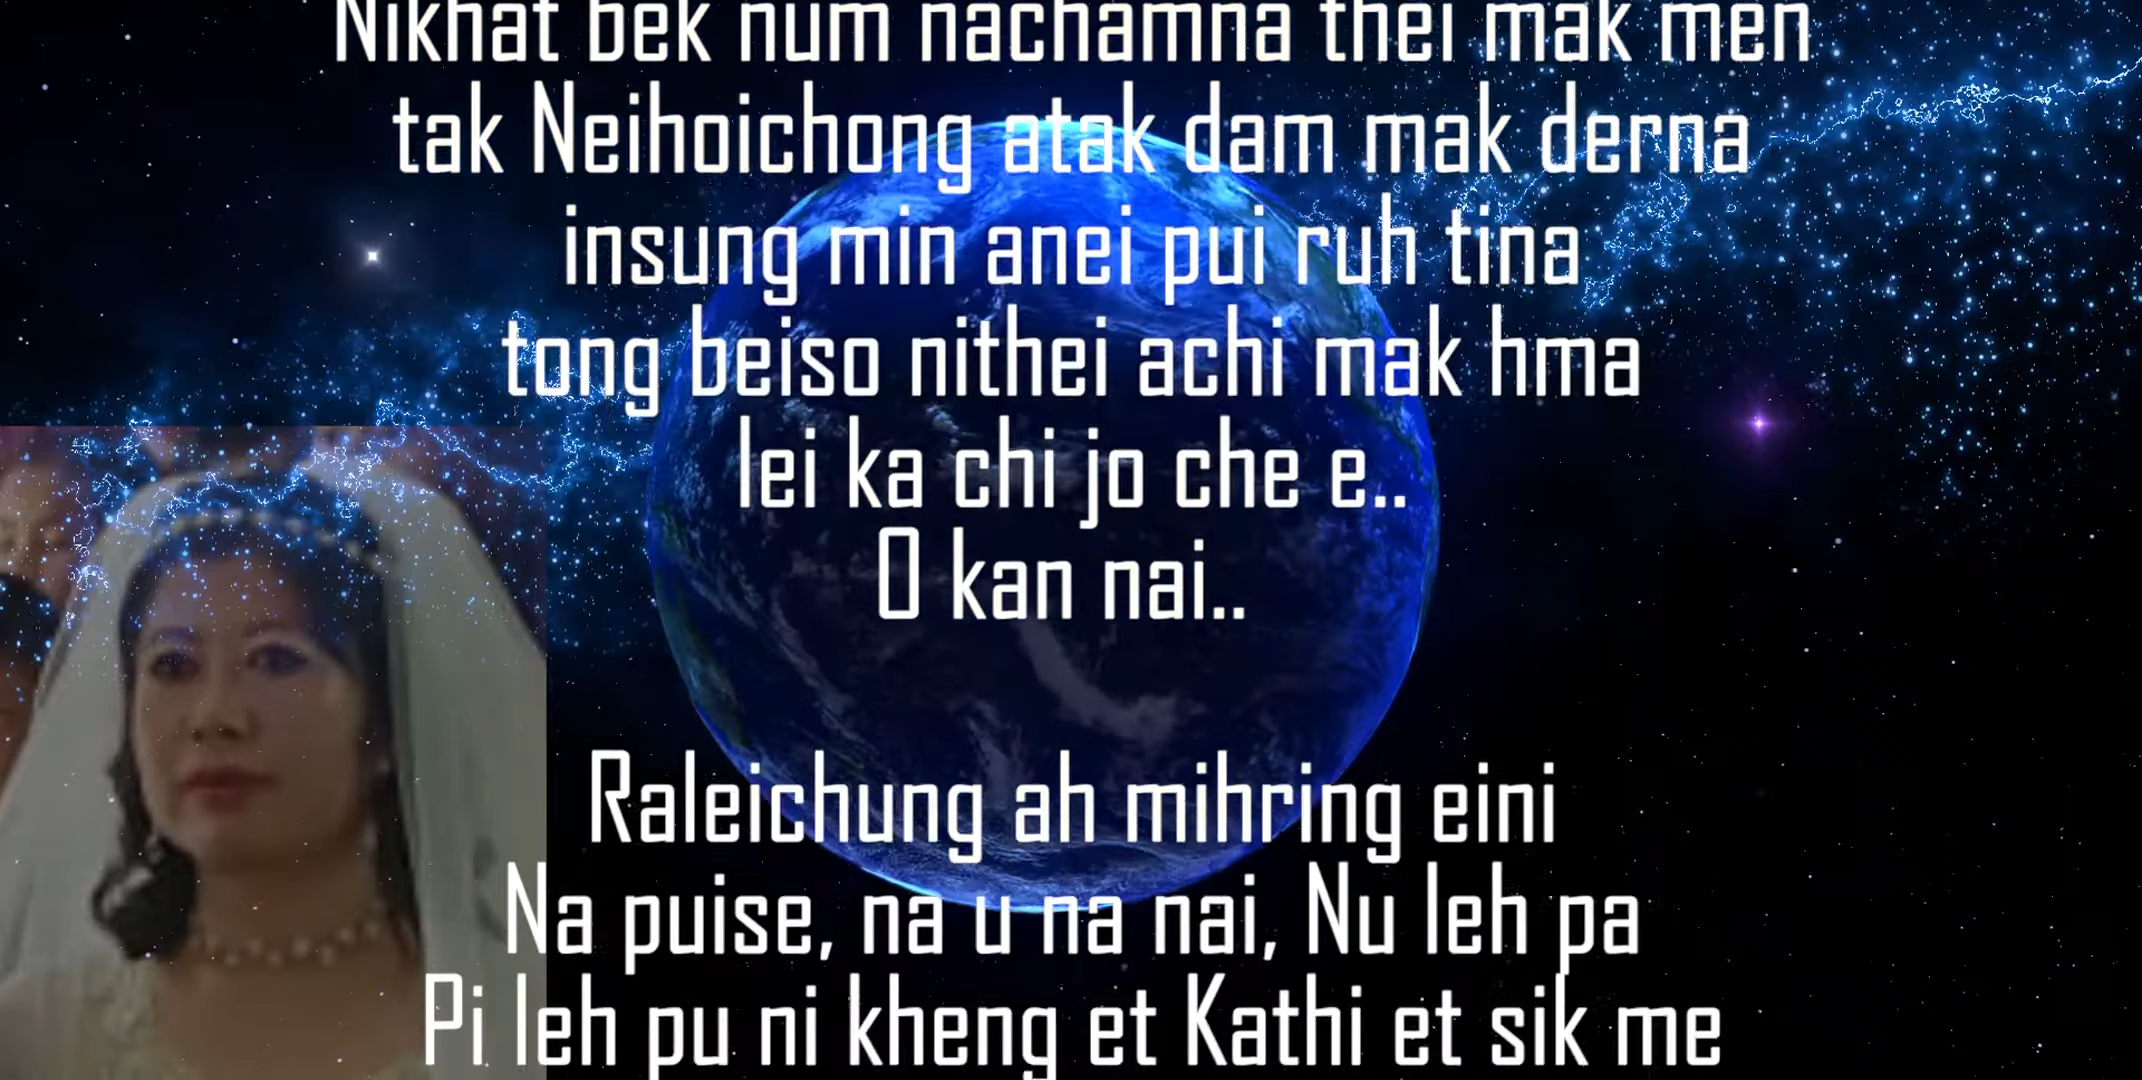 Nikhat bek num nachamna thei mak men
tak Neihoichong atak dam mak derna
insung min anei pui ruh tina
tong beiso nithei achi mak hma
lei ka chi jo che e..
O kan nai..
Raleichung ah mihring eini
Na puise, na u na nai, Nu leh pa
Pi leh pu ni kheng et Kathi et sik me